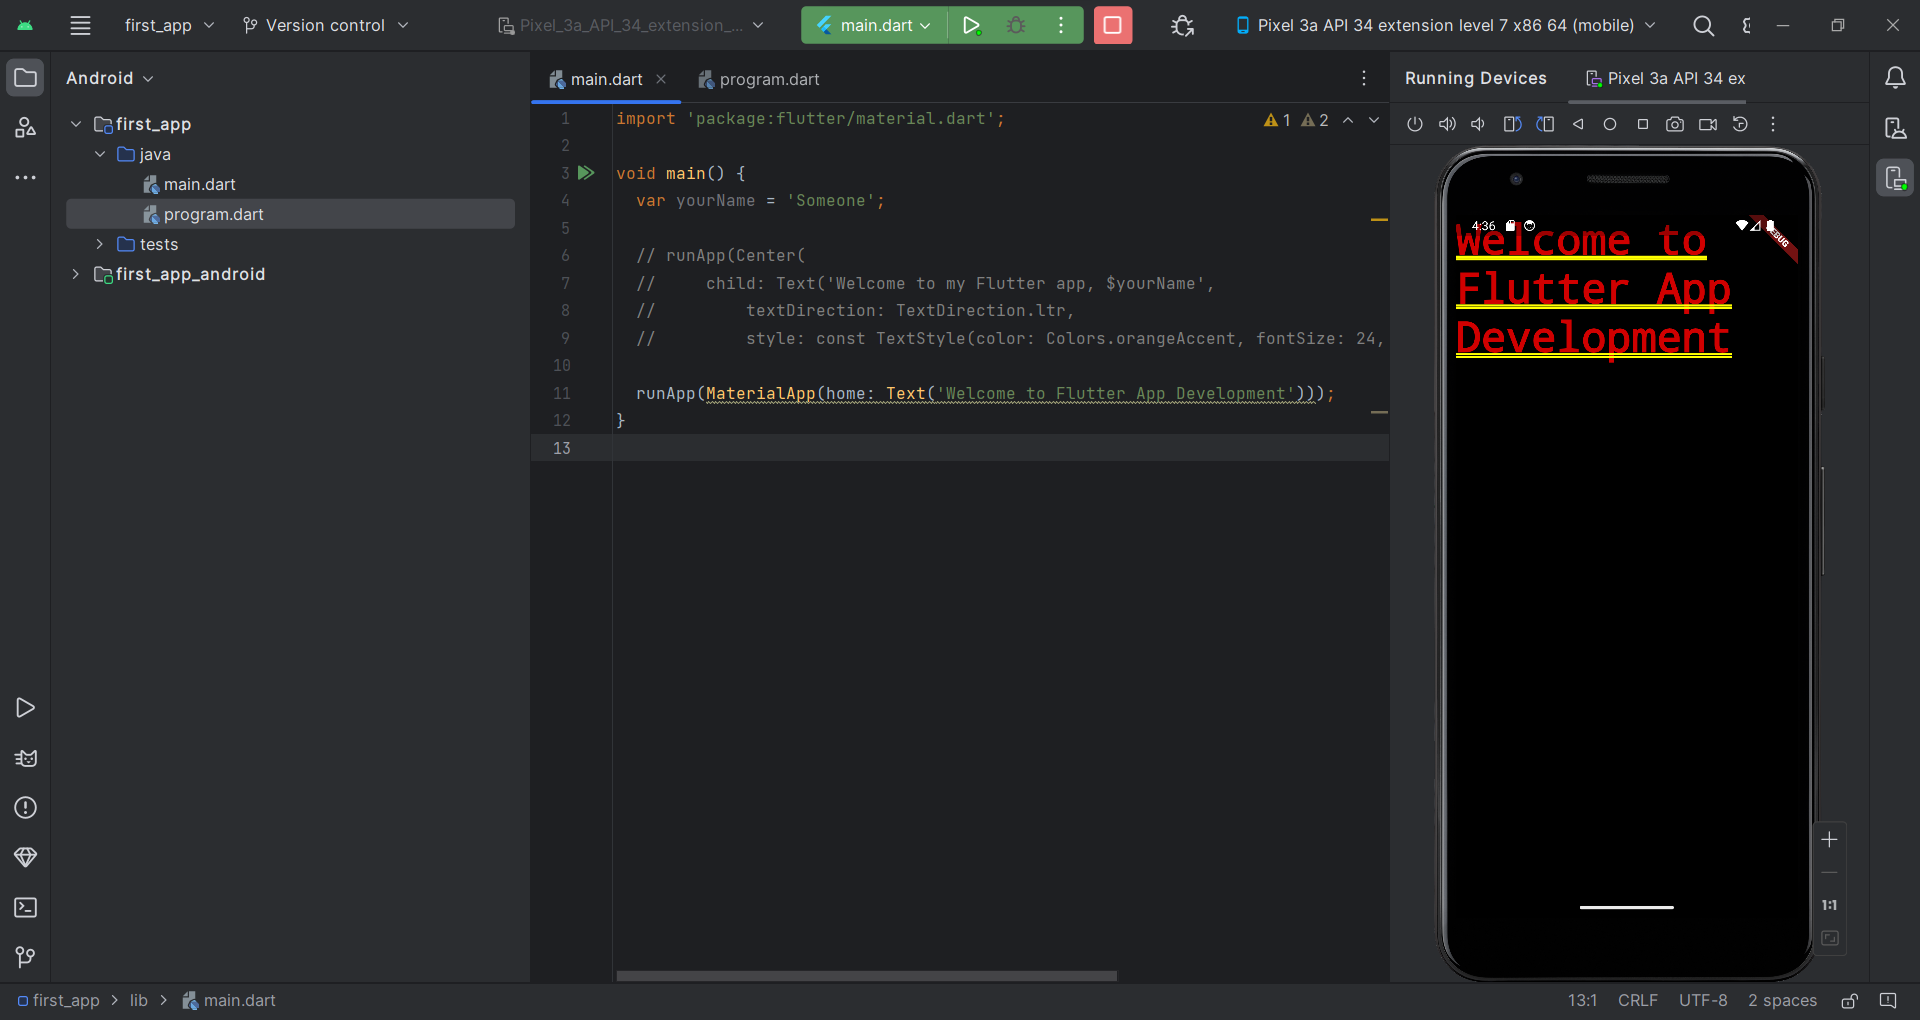 first_app
Version control
Pixel_3a_API_34_extension_...
main.dart
Pixel 3a API 34 extension level 7 x86 64 (mobile)
Android
first_app
java
main.dart
program.dart
tests
first_app_android
main.dart
program.dart
1 import 'package:flutter/material.dart';
1 2
2
3 void main() {
4 var yourName = 'Someone';
5
6 // runApp(Center(
7 // child: Text('Welcome to my Flutter app, $yourName',
8 // textDirection: TextDirection.ltr,
9 // style: const TextStyle(color: Colors.orangeAccent, fontSize: 24,
10
11 runApp(MaterialApp(home: Text('Welcome to Flutter App Development')));
12 }
13
Running Devices
Pixel 3a API 34 ex
4:36
Welcome to
Flutter App
Development
1:1
first_app > lib > main.dart
13:1 CRLF UTF-8 2 spaces